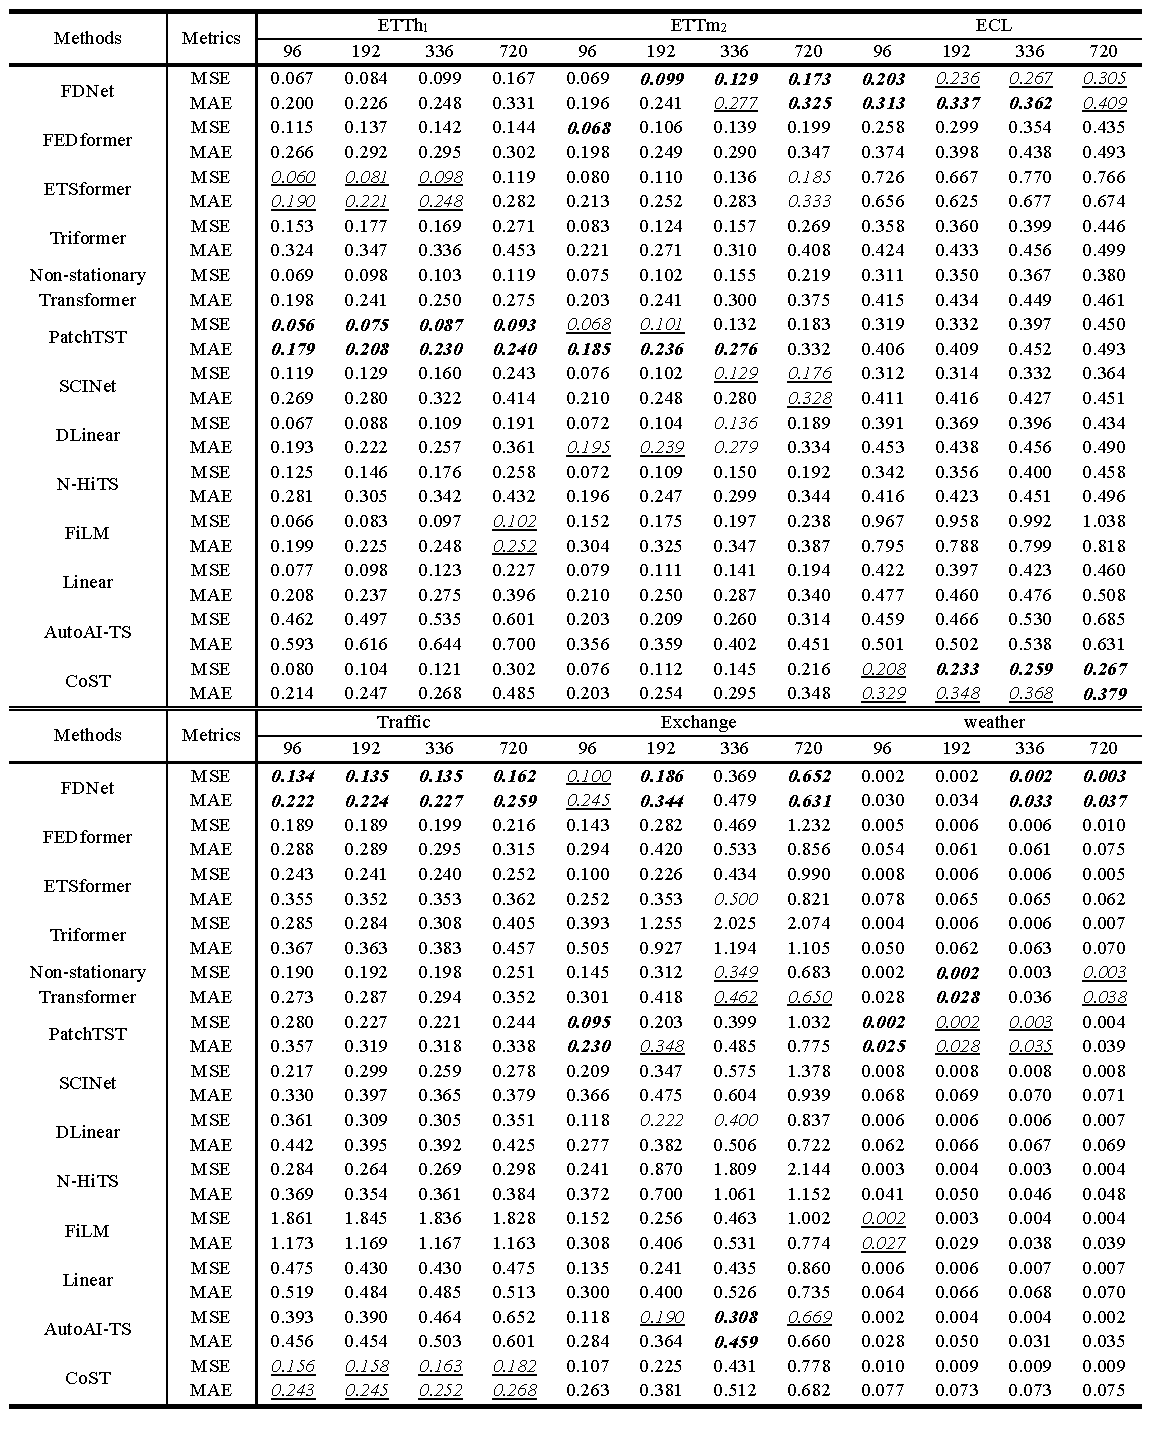 Methods Metrics ETTh1 ETTm2 ECL
96 192 336 720 96 192 336 720 96 192 336 720
FDNet MSE 0.067 0.084 0.099 0.167 0.069 0.099 0.129 0.173 0.203 0.236 0.267 0.305
MAE 0.200 0.226 0.248 0.331 0.196 0.241 0.277 0.325 0.313 0.337 0.362 0.409
FEDformer MSE 0.115 0.137 0.142 0.144 0.068 0.106 0.139 0.199 0.258 0.299 0.354 0.435
MAE 0.266 0.292 0.295 0.302 0.198 0.249 0.290 0.347 0.374 0.398 0.438 0.493
ETSformer MSE 0.060 0.081 0.098 0.119 0.080 0.110 0.136 0.185 0.726 0.667 0.770 0.766
MAE 0.190 0.221 0.248 0.282 0.213 0.252 0.283 0.333 0.656 0.625 0.677 0.674
Triformer MSE 0.153 0.177 0.169 0.271 0.083 0.124 0.157 0.269 0.358 0.360 0.399 0.446
MAE 0.324 0.347 0.336 0.453 0.221 0.271 0.310 0.408 0.424 0.433 0.456 0.499
Non-stationary MSE 0.069 0.098 0.103 0.119 0.075 0.102 0.155 0.219 0.311 0.350 0.367 0.380
Transformer MAE 0.198 0.241 0.250 0.275 0.203 0.241 0.300 0.375 0.415 0.434 0.449 0.461
PatchTST MSE 0.056 0.075 0.087 0.093 0.068 0.101 0.132 0.183 0.319 0.332 0.397 0.450
MAE 0.179 0.208 0.230 0.240 0.185 0.236 0.276 0.332 0.406 0.409 0.452 0.493
SCINet MSE 0.119 0.129 0.160 0.243 0.076 0.102 0.129 0.176 0.312 0.314 0.332 0.364
MAE 0.269 0.280 0.322 0.414 0.210 0.248 0.280 0.328 0.411 0.416 0.427 0.451
DLinear MSE 0.067 0.088 0.109 0.191 0.072 0.104 0.136 0.189 0.391 0.369 0.396 0.434
MAE 0.193 0.222 0.257 0.361 0.195 0.239 0.279 0.334 0.453 0.438 0.456 0.490
N-HiTS MSE 0.125 0.146 0.176 0.258 0.072 0.109 0.150 0.192 0.342 0.356 0.400 0.458
MAE 0.281 0.305 0.342 0.432 0.196 0.247 0.299 0.344 0.416 0.423 0.451 0.496
FiLM MSE 0.066 0.083 0.097 0.102 0.152 0.175 0.197 0.238 0.967 0.958 0.992 1.038
MAE 0.199 0.225 0.248 0.252 0.304 0.325 0.347 0.387 0.795 0.788 0.799 0.818
Linear MSE 0.077 0.098 0.123 0.227 0.079 0.111 0.141 0.194 0.422 0.397 0.423 0.460
MAE 0.208 0.237 0.275 0.396 0.210 0.250 0.287 0.340 0.477 0.460 0.476 0.508
AutoAI-TS MSE 0.462 0.497 0.535 0.601 0.203 0.209 0.260 0.314 0.459 0.466 0.530 0.685
MAE 0.593 0.616 0.644 0.700 0.356 0.359 0.402 0.451 0.501 0.502 0.538 0.631
CoST MSE 0.080 0.104 0.121 0.302 0.076 0.112 0.145 0.216 0.208 0.233 0.259 0.267
MAE 0.214 0.247 0.268 0.485 0.203 0.254 0.295 0.348 0.329 0.348 0.368 0.379
Methods Metrics Traffic Exchange weather
96 192 336 720 96 192 336 720 96 192 336 720
FDNet MSE 0.134 0.135 0.135 0.162 0.100 0.186 0.369 0.652 0.002 0.002 0.002 0.003
MAE 0.222 0.224 0.227 0.259 0.245 0.344 0.479 0.631 0.030 0.034 0.033 0.037
FEDformer MSE 0.189 0.189 0.199 0.216 0.143 0.282 0.469 1.232 0.005 0.006 0.006 0.010
MAE 0.288 0.289 0.295 0.315 0.294 0.420 0.533 0.856 0.054 0.061 0.061 0.075
ETSformer MSE 0.243 0.241 0.240 0.252 0.100 0.226 0.434 0.990 0.008 0.006 0.006 0.005
MAE 0.355 0.352 0.353 0.362 0.252 0.353 0.500 0.821 0.078 0.065 0.065 0.062
Triformer MSE 0.285 0.284 0.308 0.405 0.393 1.255 2.025 2.074 0.004 0.006 0.006 0.007
MAE 0.367 0.363 0.383 0.457 0.505 0.927 1.194 1.105 0.050 0.062 0.063 0.070
Non-stationary MSE 0.190 0.192 0.198 0.251 0.145 0.312 0.349 0.683 0.002 0.002 0.003 0.003
Transformer MAE 0.273 0.287 0.294 0.352 0.301 0.418 0.462 0.650 0.028 0.028 0.036 0.038
PatchTST MSE 0.280 0.227 0.221 0.244 0.095 0.203 0.399 1.032 0.002 0.002 0.003 0.004
MAE 0.357 0.319 0.318 0.338 0.230 0.348 0.485 0.775 0.025 0.028 0.035 0.039
SCINet MSE 0.217 0.299 0.259 0.278 0.209 0.347 0.575 1.378 0.008 0.008 0.008 0.008
MAE 0.330 0.397 0.365 0.379 0.366 0.475 0.604 0.939 0.068 0.069 0.070 0.071
DLinear MSE 0.361 0.309 0.305 0.351 0.118 0.222 0.400 0.837 0.006 0.006 0.006 0.007
MAE 0.442 0.395 0.392 0.425 0.277 0.382 0.506 0.722 0.062 0.066 0.067 0.069
N-HiTS MSE 0.284 0.264 0.269 0.298 0.241 0.870 1.809 2.144 0.003 0.004 0.003 0.004
MAE 0.369 0.354 0.361 0.384 0.372 0.700 1.061 1.152 0.041 0.050 0.046 0.048
FiLM MSE 1.861 1.845 1.836 1.828 0.152 0.256 0.463 1.002 0.002 0.003 0.004 0.004
MAE 1.173 1.169 1.167 1.163 0.308 0.406 0.531 0.774 0.027 0.029 0.038 0.039
Linear MSE 0.475 0.430 0.430 0.475 0.135 0.241 0.435 0.860 0.006 0.006 0.007 0.007
MAE 0.519 0.484 0.485 0.513 0.300 0.400 0.526 0.735 0.064 0.066 0.068 0.070
AutoAI-TS MSE 0.393 0.390 0.464 0.652 0.118 0.190 0.308 0.669 0.002 0.004 0.004 0.002
MAE 0.456 0.454 0.503 0.601 0.284 0.364 0.459 0.660 0.028 0.050 0.031 0.035
CoST MSE 0.156 0.158 0.163 0.182 0.107 0.225 0.431 0.778 0.010 0.009 0.009 0.009
MAE 0.243 0.245 0.252 0.268 0.263 0.381 0.512 0.682 0.077 0.073 0.073 0.075